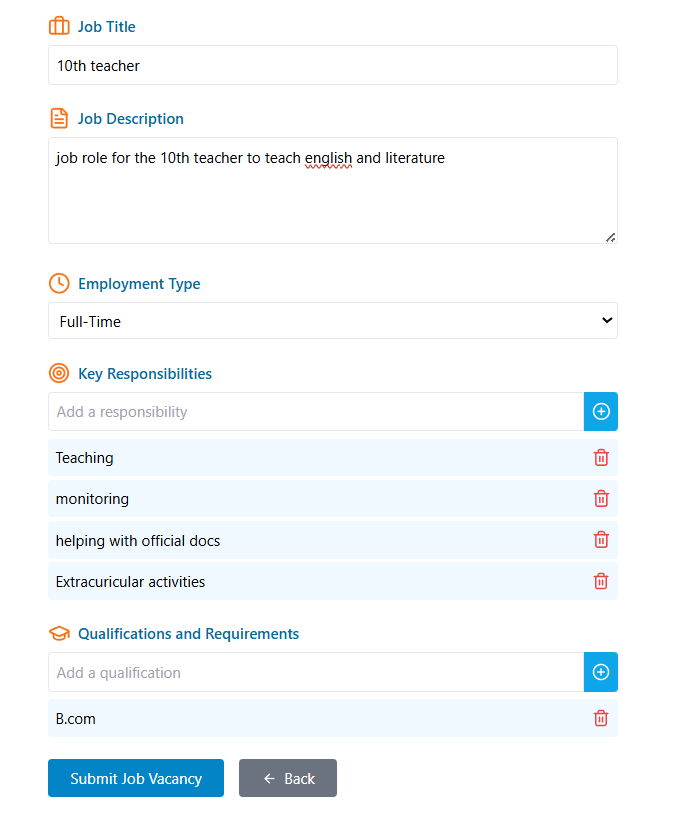 Job Title
10th teacher
Job Description
job role for the 10th teacher to teach english and literature
Employment Type
Full-Time
Key Responsibilities
Add a responsibility
Teaching
monitoring
helping with official docs
Extracuricular activities
Qualifications and Requirements
Add a qualification
B.com
Submit Job Vacancy
Back